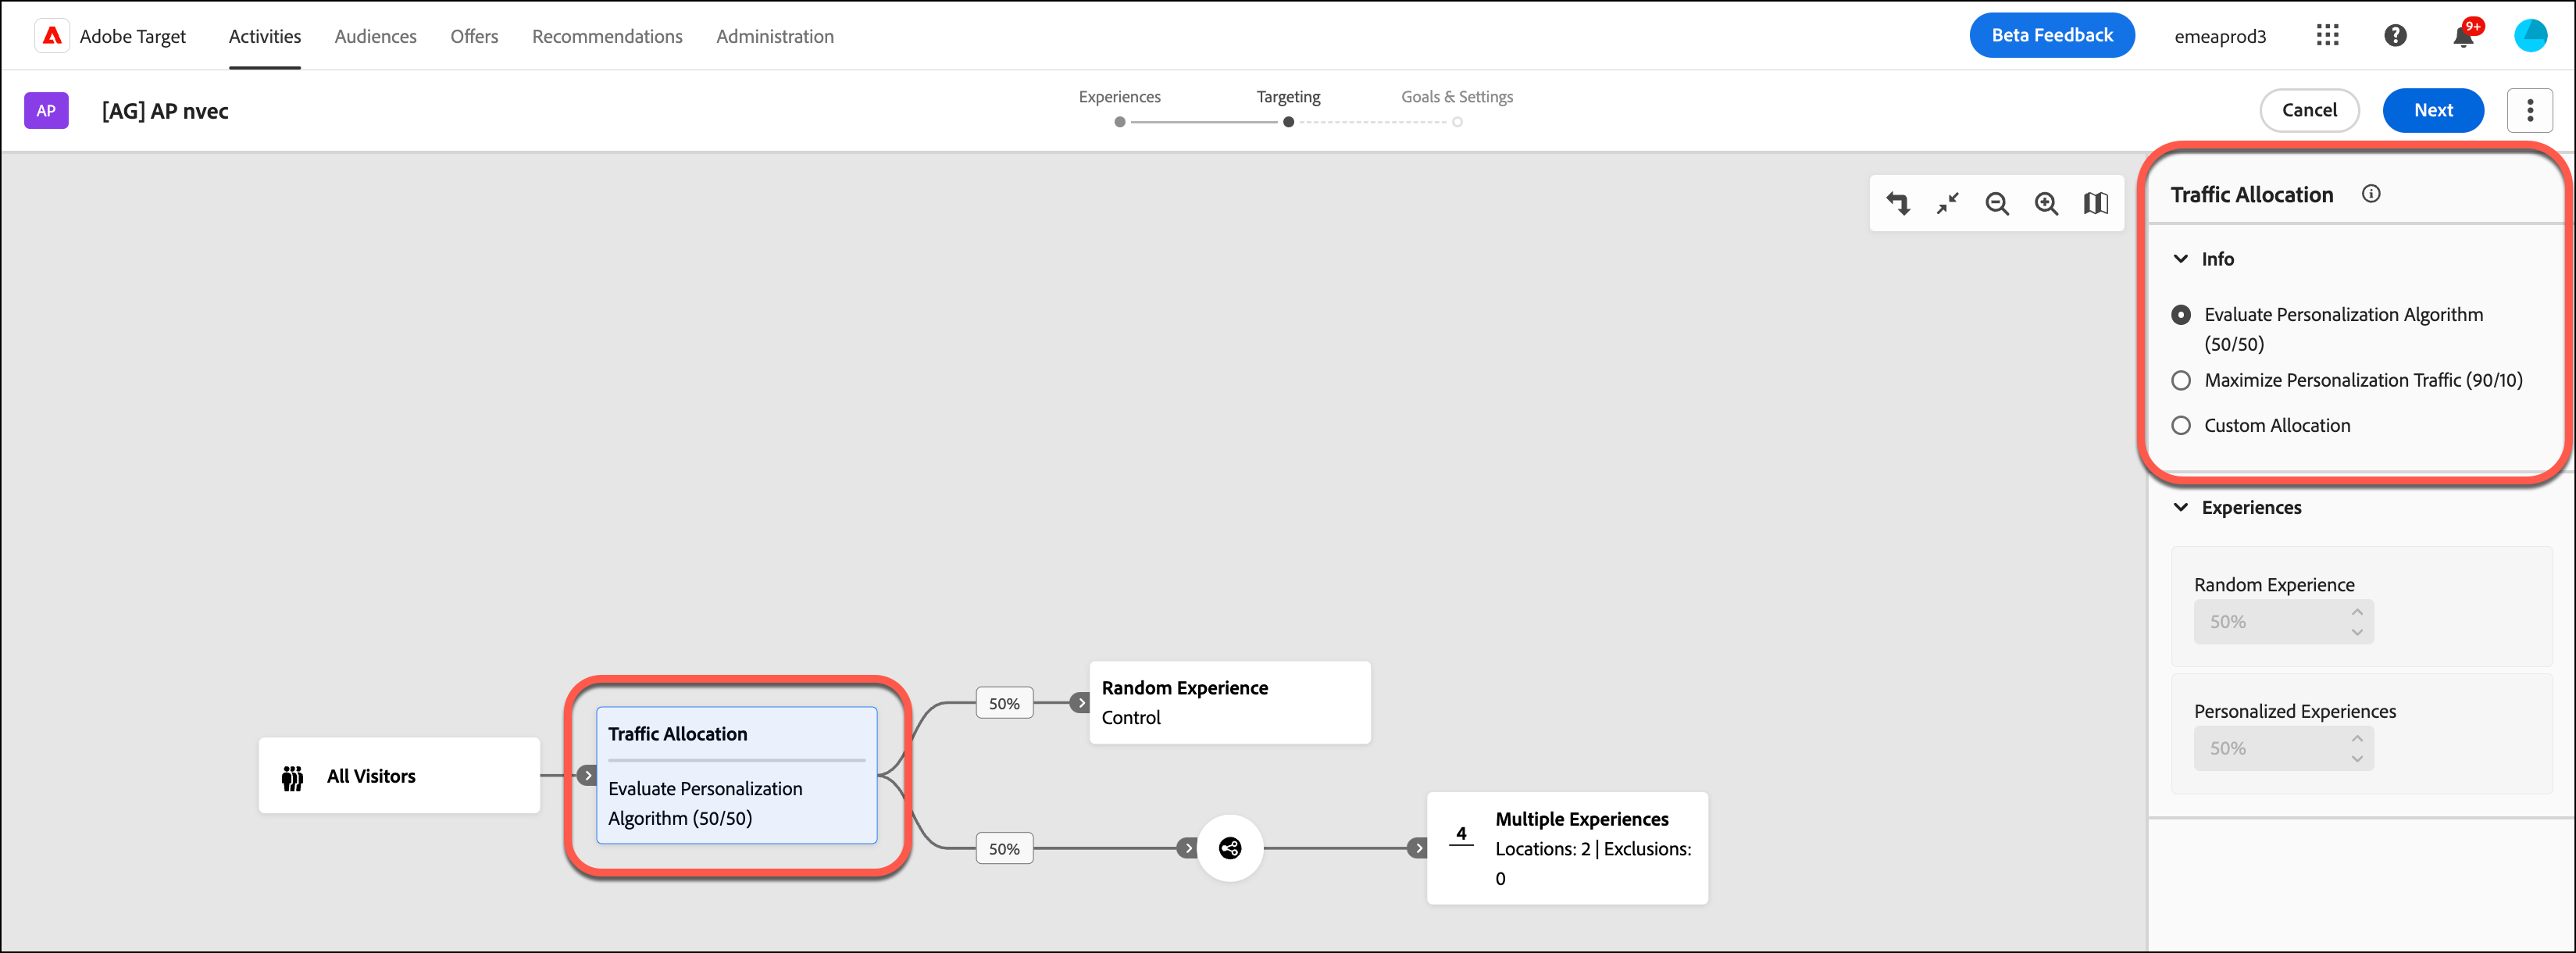 Adobe Target
Activities
Audiences
Offers
Recommendations
Administration
Beta Feedback
emeaprod3
9+
AP
[AG] AP nvec
Experiences
Targeting
Goals & Settings
Cancel
Next
Traffic Allocation
Info
Evaluate Personalization Algorithm
(50/50)
Maximize Personalization Traffic (90/10)
Custom Allocation
Experiences
Random Experience
50%
Personalized Experiences
50%
All Visitors
Traffic Allocation
Evaluate Personalization
Algorithm (50/50)
50%
Random Experience
Control
50%
4
Multiple Experiences
Locations: 2 | Exclusions:
0